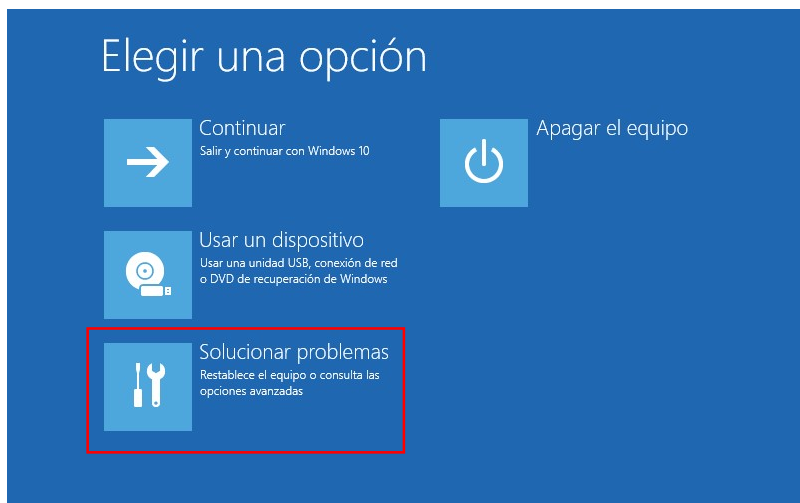 Elegir una opción
Continuar
Salir y continuar con Windows 10
Usar un dispositivo
Usar una unidad USB, conexión de red
o DVD de recuperación de Windows
Solucionar problemas
Restablece el equipo o consulta las
opciones avanzadas
Apagar el equipo